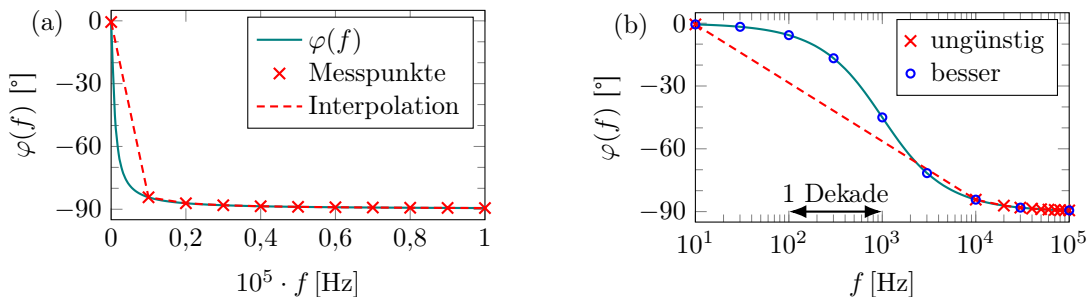 (a)
φ(f) [°]
0
−30
−60
−90
φ(f)
Messpunkte
Interpolation
0 0,2 0,4 0,6 0,8 1
10⁵ · f [Hz]
(b)
φ(f) [°]
0
−30
−60
−90
ungünstig
besser
1 Dekade
10¹ 10² 10³ 10⁴ 10⁵
f [Hz]